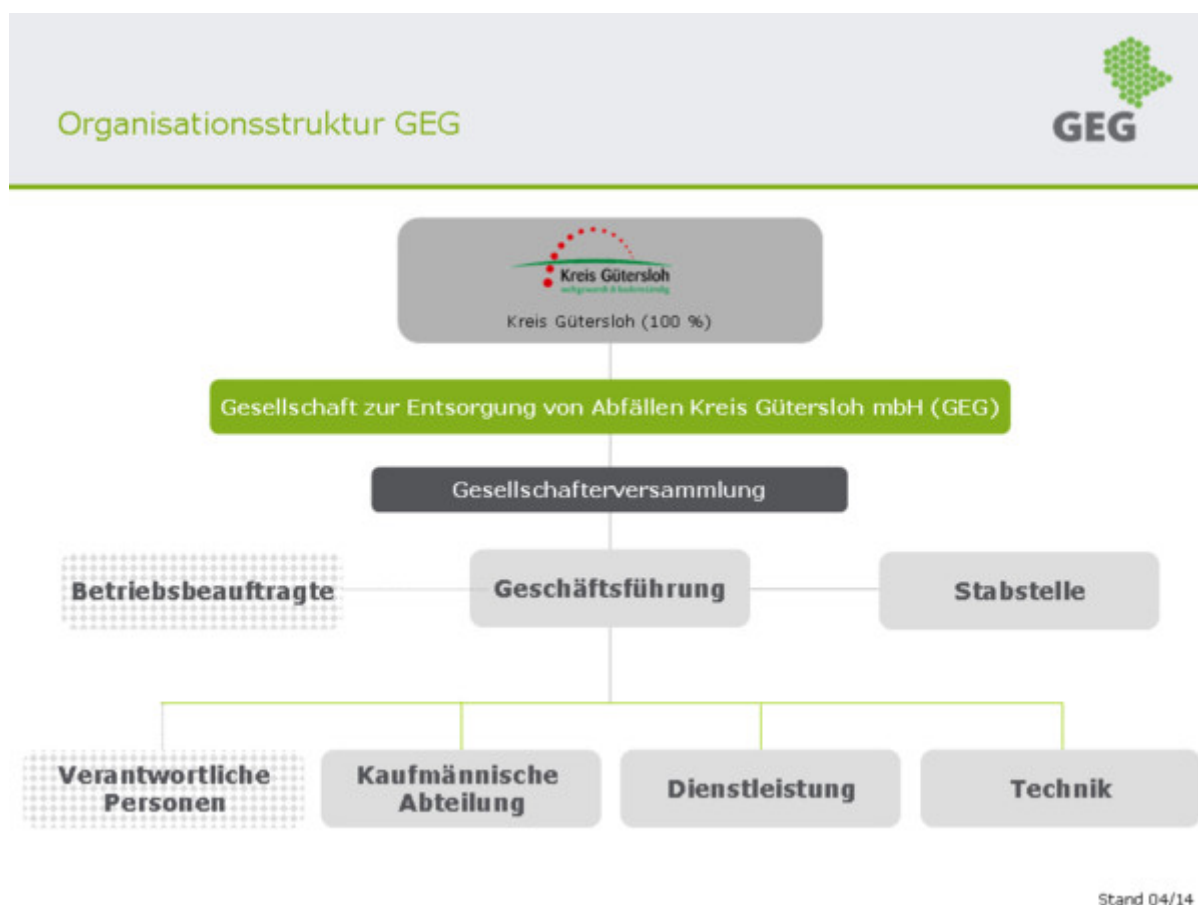 Organisationsstruktur GEG
GEG
Kreis Gütersloh
Kreis Gütersloh (100 %)
Gesellschaft zur Entsorgung von Abfällen Kreis Gütersloh mbH (GEG)
Gesellschafterversammlung
Betriebsbeauftragte
Geschäftsführung
Stabstelle
Verantwortliche
Personen
Kaufmännische
Abteilung
Dienstleistung
Technik
Stand 04/14